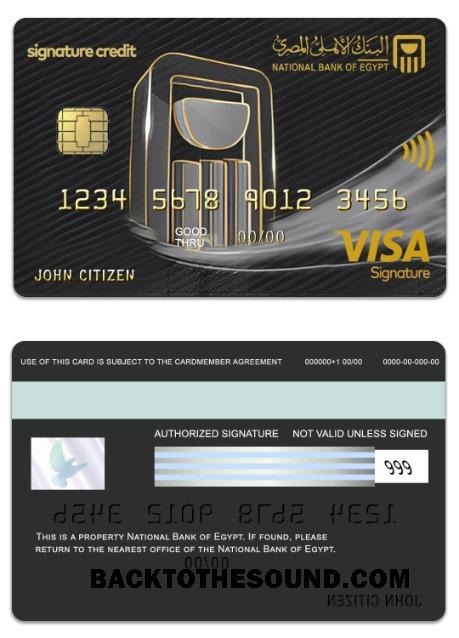 signature credit
البنك الأهلي المصري
NATIONAL BANK OF EGYPT
1234 5678 9012 3456
GOOD
THRU
00/00
VISA
Signature
JOHN CITIZEN
USE OF THIS CARD IS SUBJECT TO THE CARDMEMBER AGREEMENT 000000+1 00/00 0000-00-000-00
AUTHORIZED SIGNATURE NOT VALID UNLESS SIGNED
999
1234 5678 9012 3456
THIS IS A PROPERTY NATIONAL BANK OF EGYPT. IF FOUND, PLEASE
RETURN TO THE NEAREST OFFICE OF THE NATIONAL BANK OF EGYPT.
00/00
BACKTOTHESOUND.COM
JOHN CITIZEN